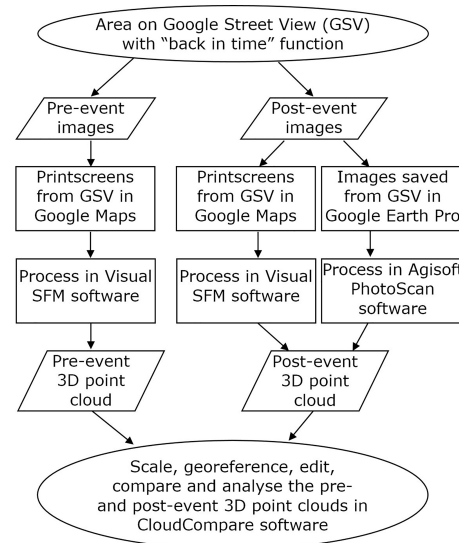 Area on Google Street View (GSV)
with “back in time” function
Pre-event
images
Post-event
images
Printscreens
from GSV in
Google Maps
Printscreens
from GSV in
Google Maps
Images saved
from GSV in
Google Earth Pro
Process in Visual
SFM software
Process in Visual
SFM software
Process in Agisoft
PhotoScan
software
Pre-event
3D point
cloud
Post-event
3D point
cloud
Scale, georeference, edit,
compare and analyse the pre-
and post-event 3D point clouds in
CloudCompare software